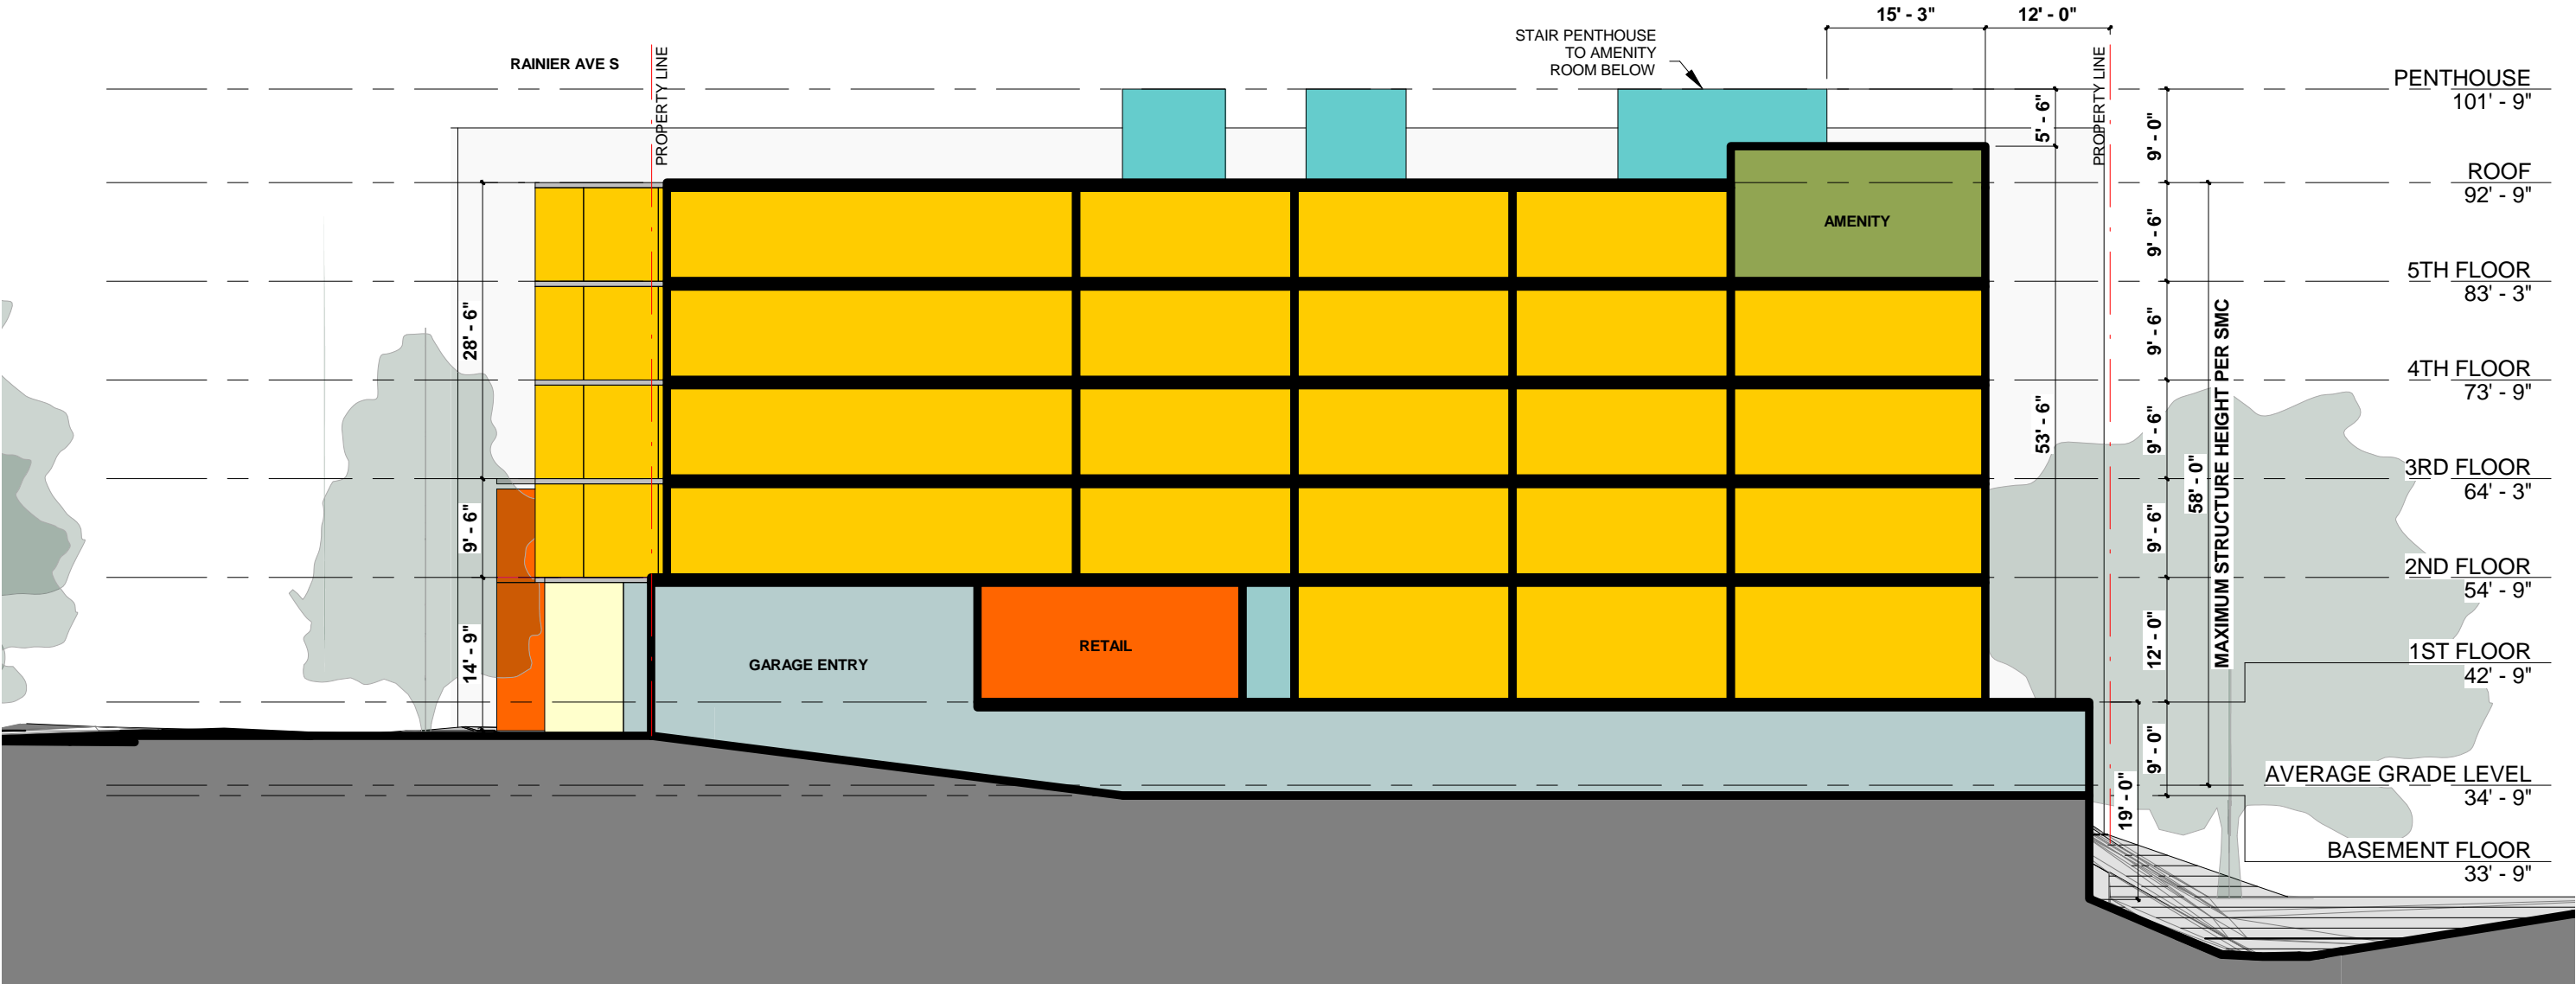 15' - 3"
12' - 0"
STAIR PENTHOUSE
TO AMENITY
ROOM BELOW
RAINIER AVE S
PROPERTY LINE
PROPERTY LINE
PENTHOUSE
101' - 9"
5' - 6"
9' - 0"
ROOF
92' - 9"
AMENITY
9' - 6"
5TH FLOOR
83' - 3"
28' - 6"
9' - 6"
4TH FLOOR
73' - 9"
53' - 6"
9' - 6"
58' - 0"
MAXIMUM STRUCTURE HEIGHT PER SMC
3RD FLOOR
64' - 3"
9' - 6"
9' - 6"
2ND FLOOR
54' - 9"
14' - 9"
GARAGE ENTRY
RETAIL
12' - 0"
1ST FLOOR
42' - 9"
9' - 0"
19' - 0"
AVERAGE GRADE LEVEL
34' - 9"
BASEMENT FLOOR
33' - 9"